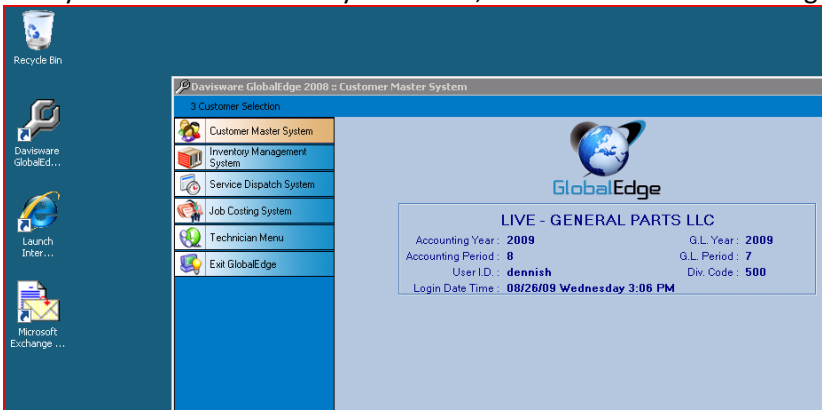 Recycle Bin
Davisware GlobalEdge 2008 :: Customer Master System
3 Customer Selection
Customer Master System
Davisware
GlobalEd...
Inventory Management
System
Service Dispatch System
GlobalEdge
Job Costing System
LIVE - GENERAL PARTS LLC
Launch
Inter...
Technician Menu
Accounting Year : 2009 G.L. Year : 2009
Accounting Period : 8 G.L. Period : 7
Exit GlobalEdge
User I.D. : dennish Div. Code : 500
Login Date Time : 08/26/09 Wednesday 3:06 PM
Microsoft
Exchange ...